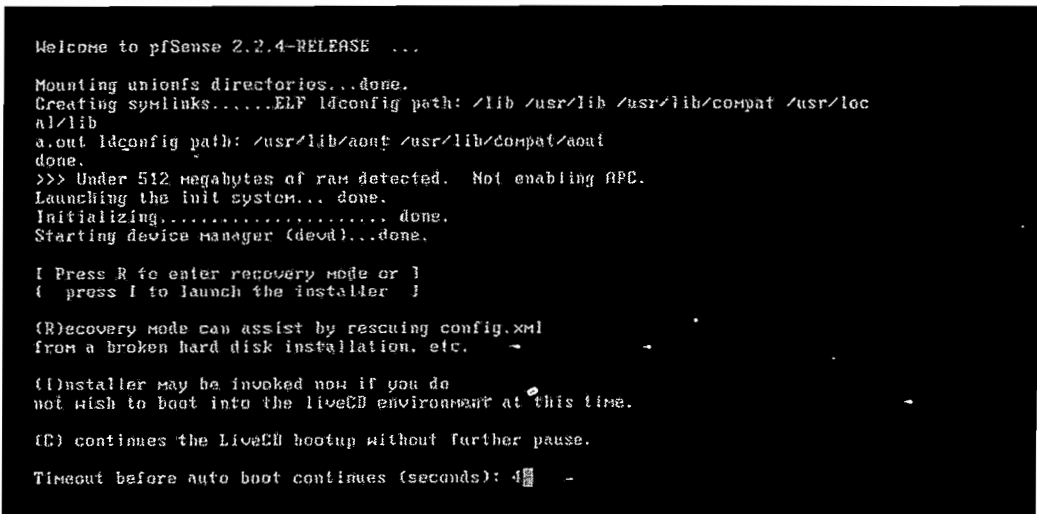 Welcome to pfSense 2.2.4-RELEASE ...
Mounting unionfs directories...done.
Creating symlinks......ELF ldconfig path: /lib /usr/lib /usr/lib/compat /usr/loc
al/lib
a.out ldconfig path: /usr/lib/aout /usr/lib/compat/aout
done.
>>> Under 512 megabytes of ram detected. Not enabling APC.
Launching the init system... done.
Initializing...................... done.
Starting device manager (devd)...done.
[ Press R to enter recovery mode or ]
[ press I to launch the installer ]
(R)ecovery mode can assist by rescuing config.xml
from a broken hard disk installation, etc.
(I)nstaller may be invoked now if you do
not wish to boot into the liveCD environment at this time.
(C) continues the LiveCD bootup without further pause.
Timeout before auto boot continues (seconds): 4